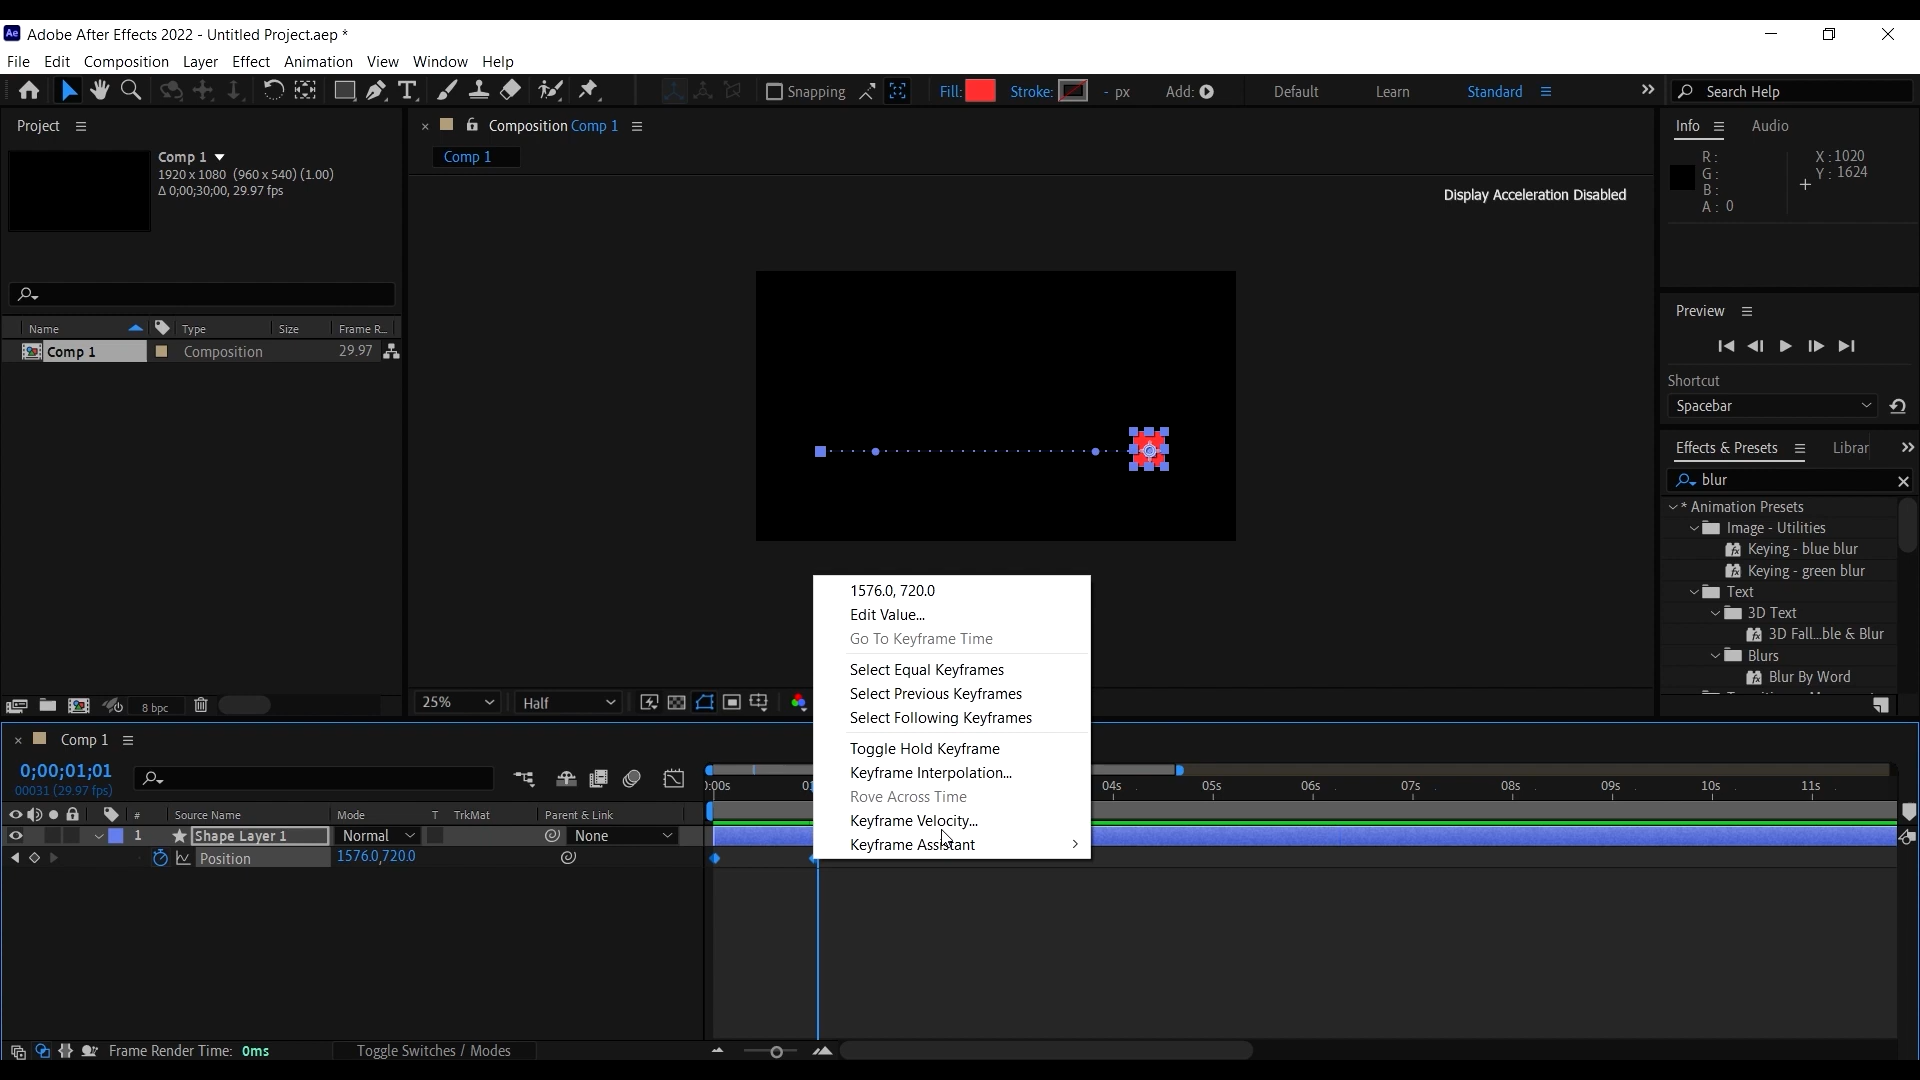 Ae Adobe After Effects 2022 - Untitled Project.aep *
File Edit Composition Layer Effect Animation View Window Help
Snapping Fill: Stroke: - px Add: Default Learn Standard Search Help
Project
Comp 1
1920 x 1080 (960 x 540) (1.00)
Δ 0;00;30;00, 29.97 fps
Name Type Size Frame R...
Comp 1 Composition 29.97
8 bpc
Composition Comp 1
Comp 1
Display Acceleration Disabled
25% Half
Info Audio
R: X: 1020
G: Y: 1624
B:
A: 0
Preview
Shortcut
Spacebar
Effects & Presets Librar
blur
* Animation Presets
Image - Utilities
Keying - blue blur
Keying - green blur
Text
3D Text
3D Fall...ble & Blur
Blurs
Blur By Word
1576.0, 720.0
Edit Value...
Go To Keyframe Time
Select Equal Keyframes
Select Previous Keyframes
Select Following Keyframes
Toggle Hold Keyframe
Keyframe Interpolation...
Rove Across Time
Keyframe Velocity...
Keyframe Assistant
Comp 1
0;00;01;01
00031 (29.97 fps)
):00s 04s 05s 06s 07s 08s 09s 10s 11s
# Source Name Mode T TrkMat Parent & Link
1 Shape Layer 1 Normal None
Position 1576.0,720.0
Frame Render Time: 0ms Toggle Switches / Modes